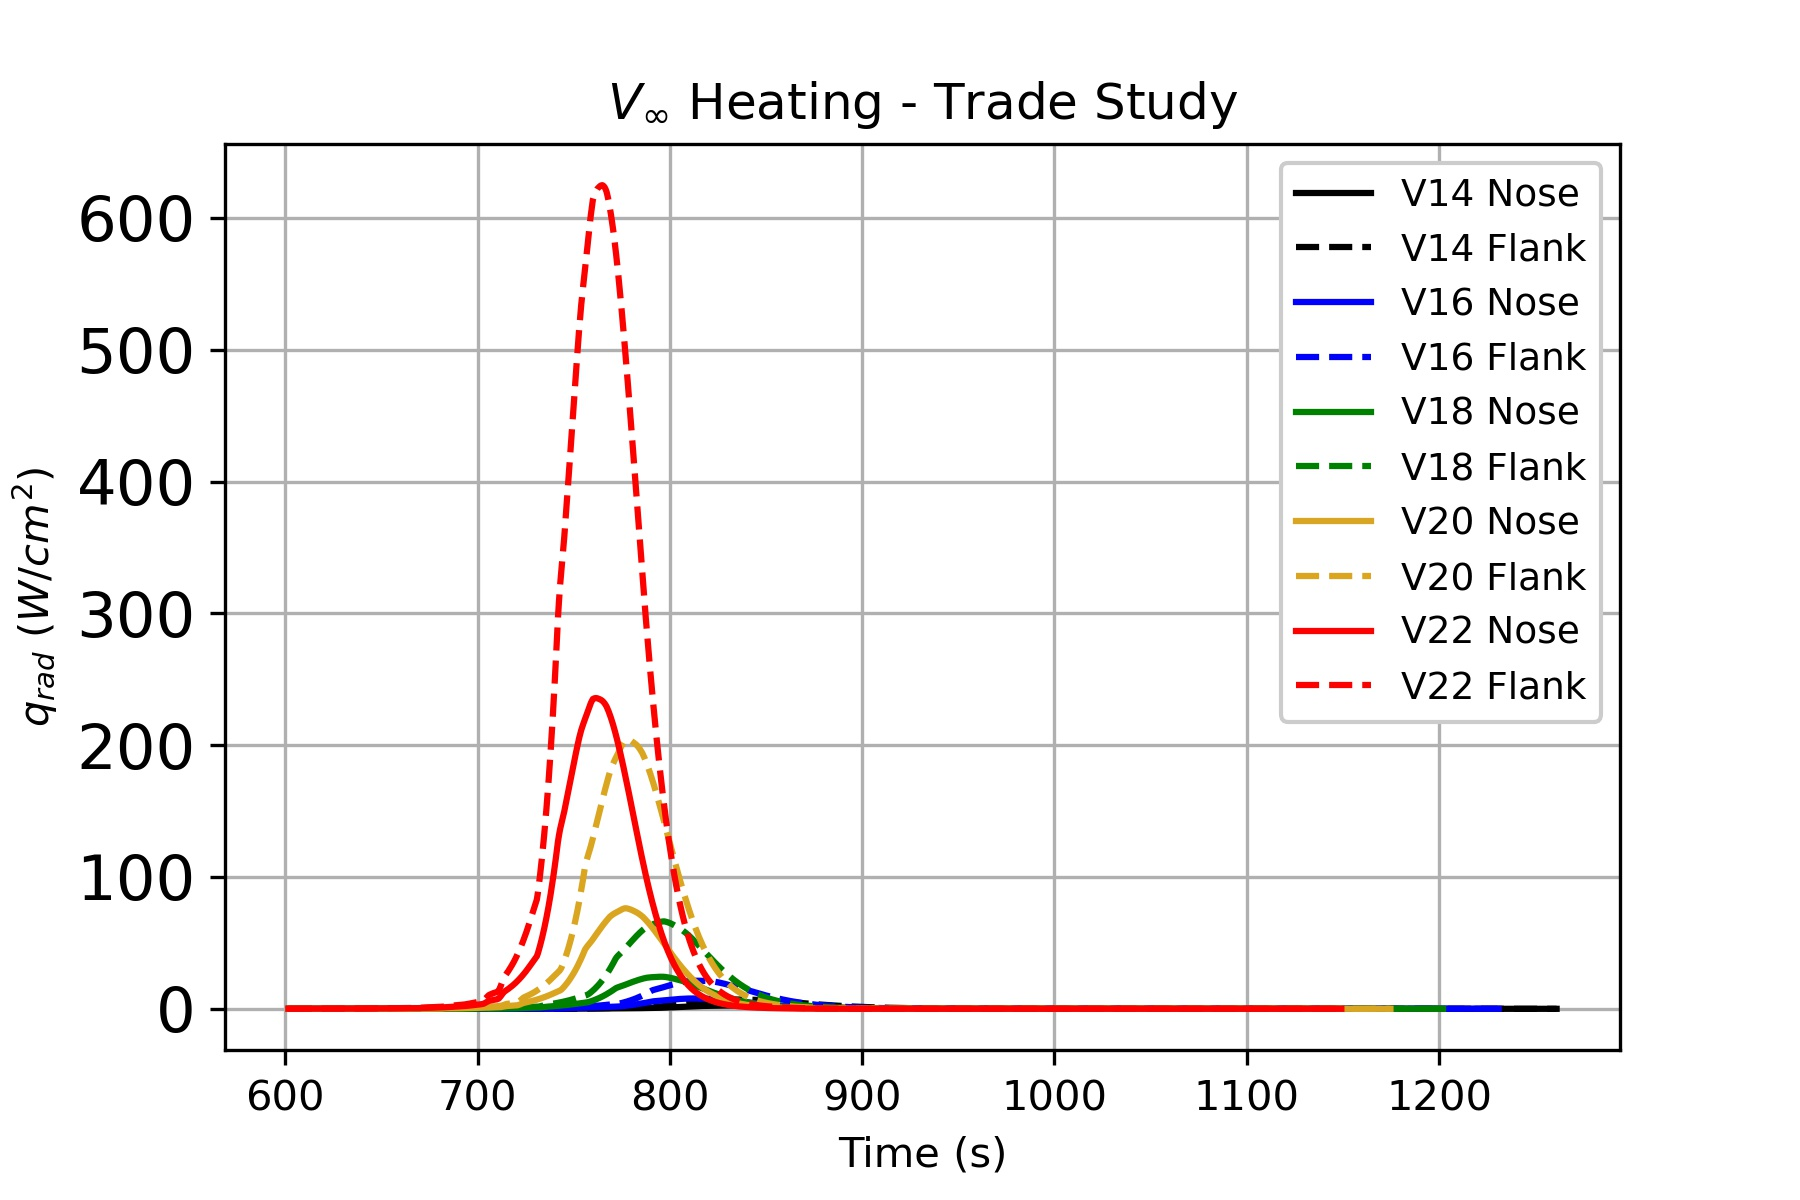 V∞ Heating - Trade Study
600
500
400
300
200
100
0
q_rad (W/cm²)
600 700 800 900 1000 1100 1200
Time (s)
V14 Nose
V14 Flank
V16 Nose
V16 Flank
V18 Nose
V18 Flank
V20 Nose
V20 Flank
V22 Nose
V22 Flank